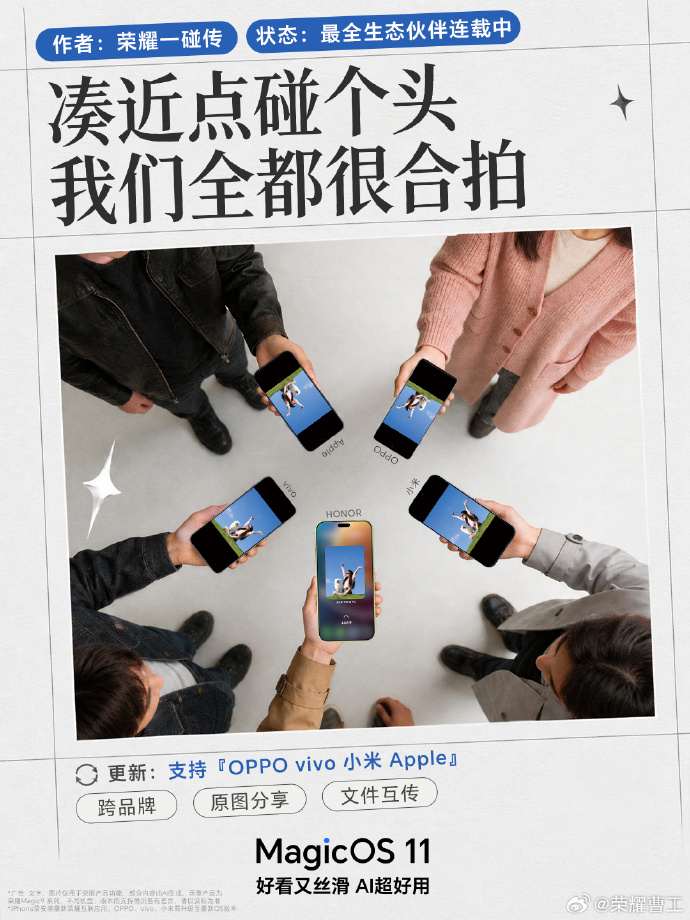 作者：荣耀一碰传
状态：最全生态伙伴连载中
凑近点碰个头
我们全都很合拍
Apple
OPPO
vivo
小米
HONOR
更新：支持『OPPO vivo 小米 Apple』
跨品牌
原图分享
文件互传
MagicOS 11
好看又丝滑 AI超好用
@荣耀曹工